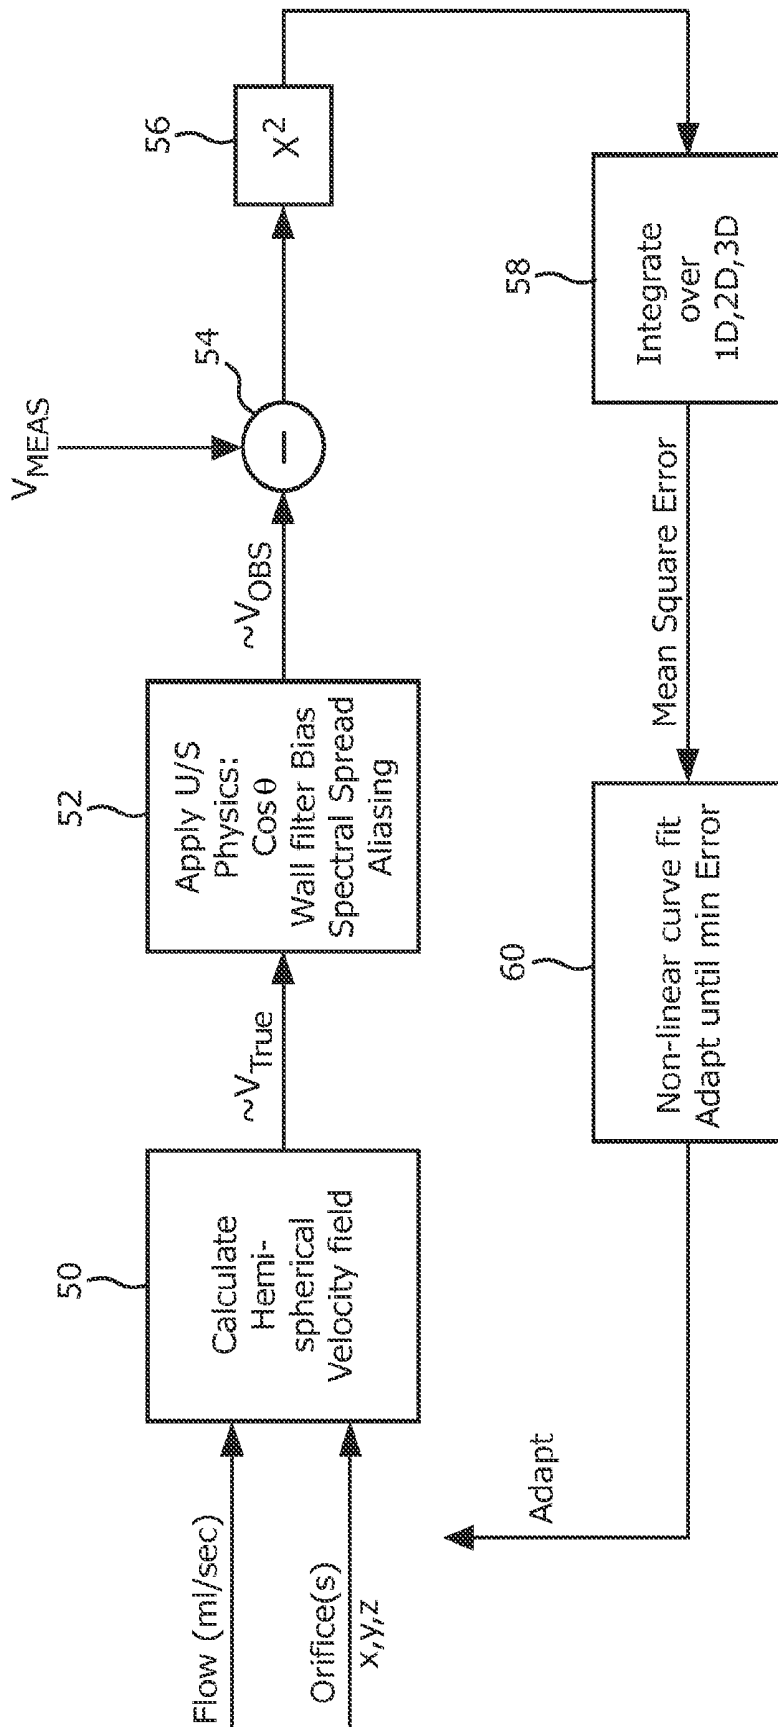 Flow (ml/sec)
Orifice(s)
x,y,z
50
Calculate
Hemi-
spherical
Velocity field
~V_True
52
Apply U/S
Physics:
Cosθ
Wall filter Bias
Spectral Spread
Aliasing
~V_OBS
V_MEAS
54
−
56
X²
58
Integrate
over
1D,2D,3D
Mean Square Error
60
Non-linear curve fit
Adapt until min Error
Adapt